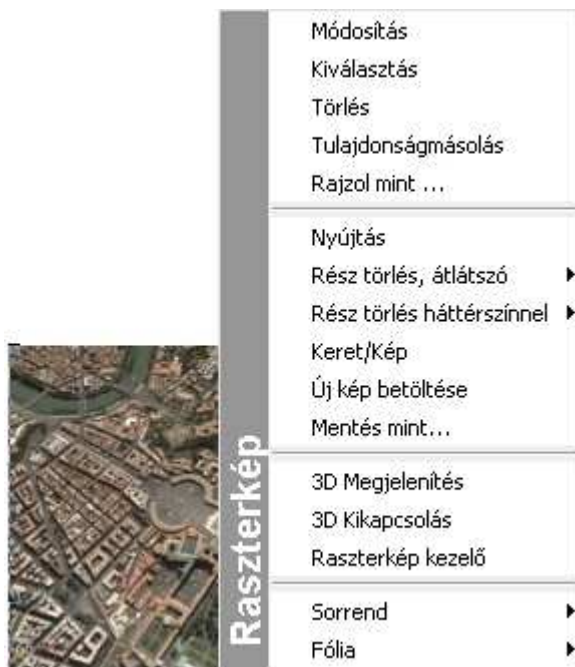 Módosítás
Kiválasztás
Törlés
Tulajdonságmásolás
Rajzol mint ...
Nyújtás
Rész törlés, átlátszó
Rész törlés háttérszínnel
Keret/Kép
Új kép betöltése
Mentés mint...
3D Megjelenítés
3D Kikapcsolás
Raszterkép kezelő
Sorrend
Fólia
Raszterkép